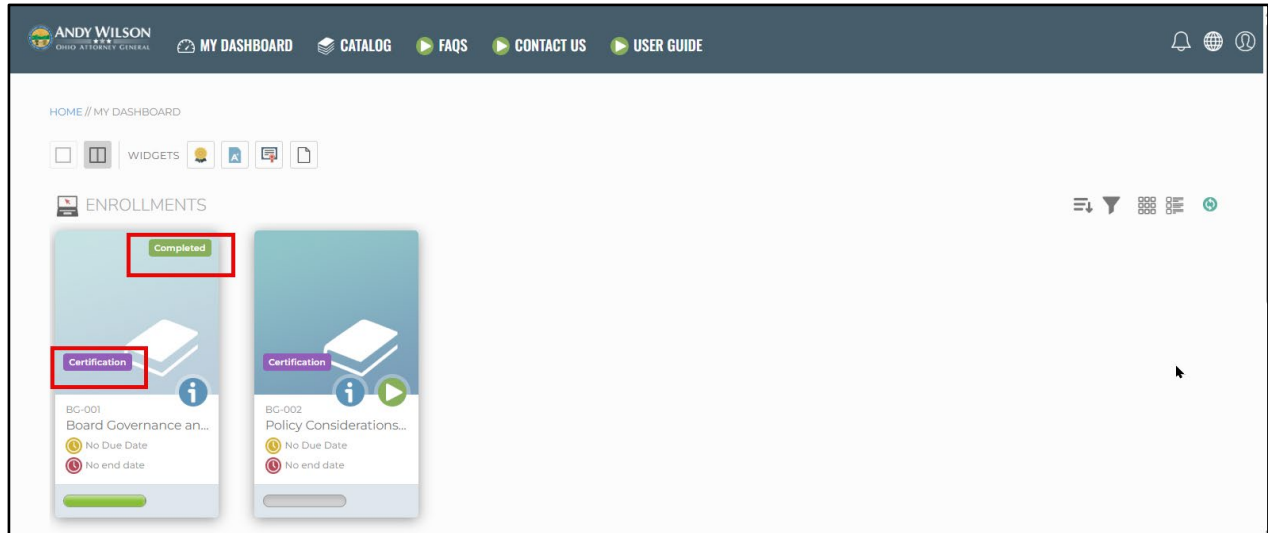 ANDY WILSON
OHIO ATTORNEY GENERAL
MY DASHBOARD
CATALOG
FAQS
CONTACT US
USER GUIDE
HOME // MY DASHBOARD
WIDGETS
ENROLLMENTS
Completed
Certification
BG-001
Board Governance an...
No Due Date
No end date
Certification
BG-002
Policy Considerations...
No Due Date
No end date